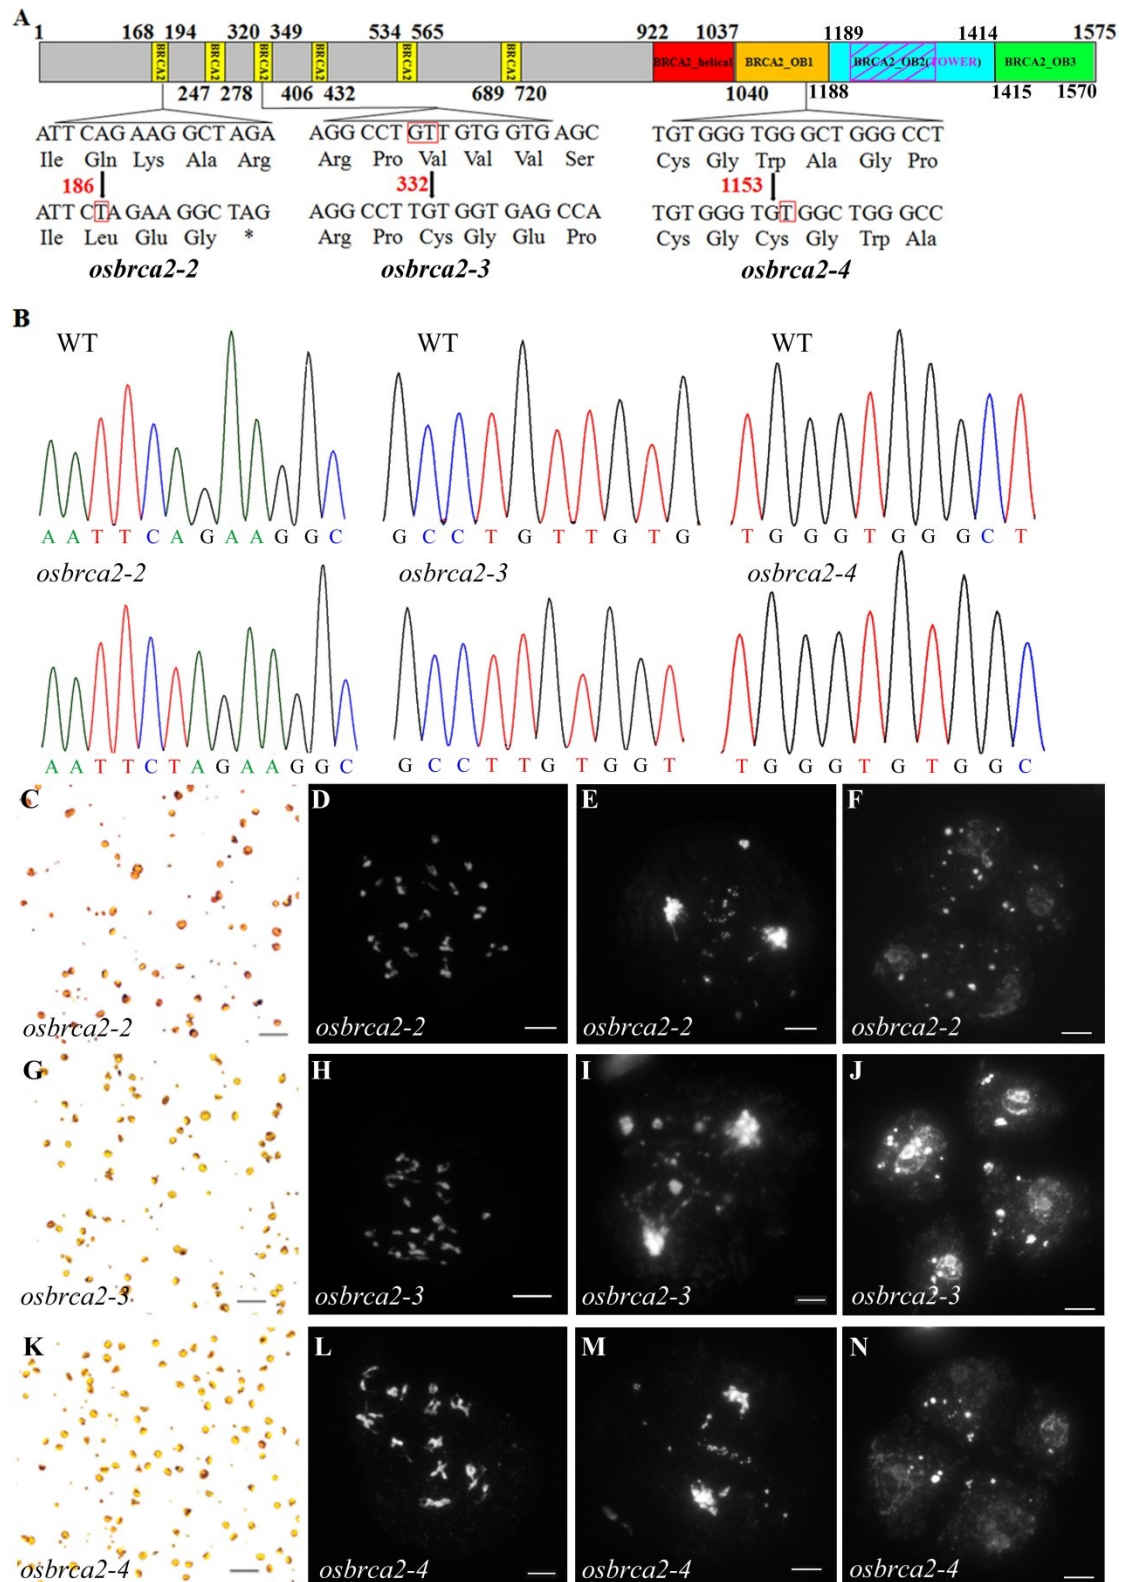 A
1 168 194 320 349 534 565 922 1037 1189 1414 1575
BRCA2 BRCA2 BRCA2 BRCA2 BRCA2 BRCA2 BRCA2_helical BRCA2_OB1 BRCA2_OB2(TOWER) BRCA2_OB3
247 278 406 432 689 720 1040 1188 1415 1570
ATT CAG AAG GCT AGA AGG CCT GTT GTG GTG AGC TGT GGG TGG GCT GGG CCT
Ile Gln Lys Ala Arg Arg Pro Val Val Val Ser Cys Gly Trp Ala Gly Pro
186 332 1153
ATT CTA GAA GGC TAG AGG CCT TGT GGT GAG CCA TGT GGG TGT GGC TGG GCC
Ile Leu Glu Gly * Arg Pro Cys Gly Glu Pro Cys Gly Cys Gly Trp Ala
osbrca2-2 osbrca2-3 osbrca2-4
B
WT WT WT
A A T T C A G A A G G C G C C T G T T G T G T G G G T G G G C T
osbrca2-2 osbrca2-3 osbrca2-4
A A T T C T A G A A G G C G C C T T G T G G T T G G G T G T G G C
C D E F
osbrca2-2 osbrca2-2 osbrca2-2 osbrca2-2
G H I J
osbrca2-3 osbrca2-3 osbrca2-3 osbrca2-3
K L M N
osbrca2-4 osbrca2-4 osbrca2-4 osbrca2-4